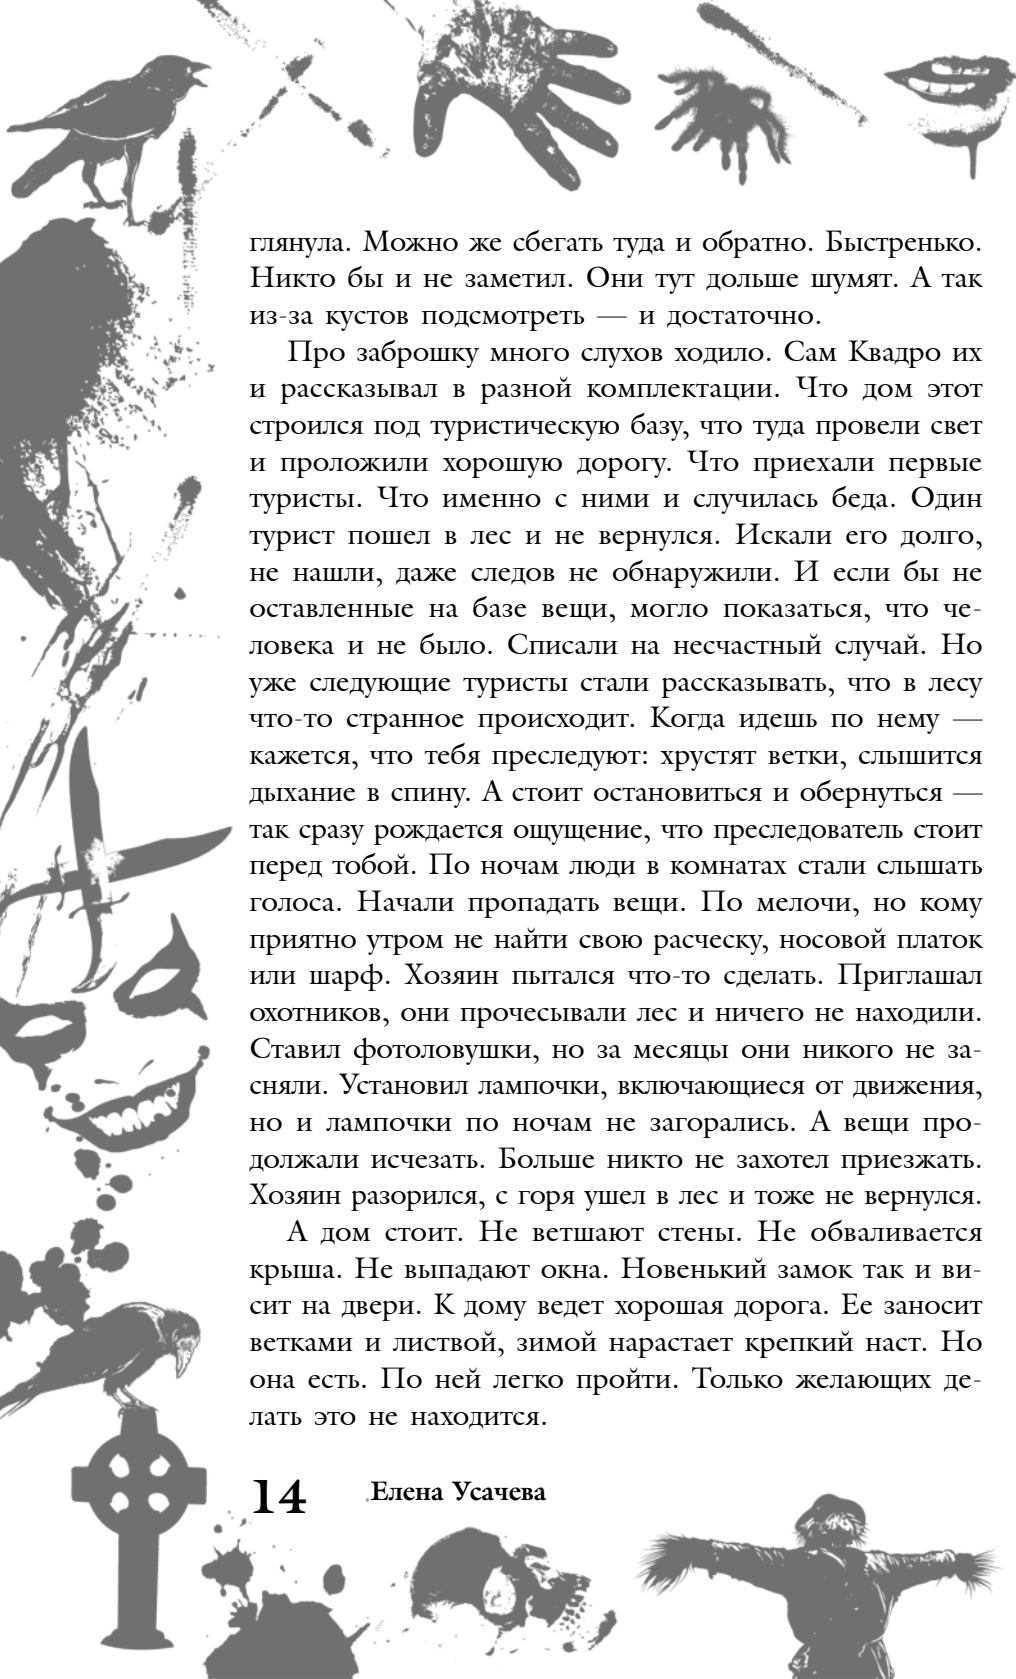 глянула. Можно же сбегать туда и обратно. Быстренько.
Никто бы и не заметил. Они тут дольше шумят. А так
из-за кустов подсмотреть — и достаточно.
Про заброшку много слухов ходило. Сам Квадро их
и рассказывал в разной комплектации. Что дом этот
строился под туристическую базу, что туда провели свет
и проложили хорошую дорогу. Что приехали первые
туристы. Что именно с ними и случилась беда. Один
турист пошел в лес и не вернулся. Искали его долго,
не нашли, даже следов не обнаружили. И если бы не
оставленные на базе вещи, могло показаться, что че-
ловека и не было. Списали на несчастный случай. Но
уже следующие туристы стали рассказывать, что в лесу
что-то странное происходит. Когда идешь по нему —
кажется, что тебя преследуют: хрустят ветки, слышится
дыхание в спину. А стоит остановиться и обернуться —
так сразу рождается ощущение, что преследователь стоит
перед тобой. По ночам люди в комнатах стали слышать
голоса. Начали пропадать вещи. По мелочи, но кому
приятно утром не найти свою расческу, носовой платок
или шарф. Хозяин пытался что-то сделать. Приглашал
охотников, они прочесывали лес и ничего не находили.
Ставил фотоловушки, но за месяцы они никого не за-
сняли. Установил лампочки, включающиеся от движения,
но и лампочки по ночам не загорались. А вещи про-
должали исчезать. Больше никто не захотел приезжать.
Хозяин разорился, с горя ушел в лес и тоже не вернулся.
А дом стоит. Не ветшают стены. Не обваливается
крыша. Не выпадают окна. Новенький замок так и ви-
сит на двери. К дому ведет хорошая дорога. Ее заносит
ветками и листвой, зимой нарастает крепкий наст. Но
она есть. По ней легко пройти. Только желающих де-
лать это не находится.
14 Елена Усачева